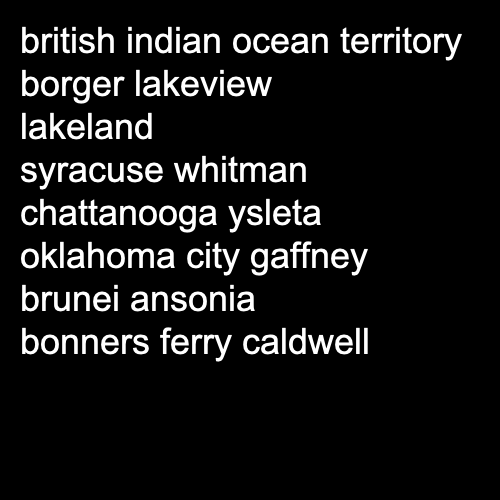 british indian ocean territory
borger lakeview
lakeland
syracuse whitman
chattanooga ysleta
oklahoma city gaffney
brunei ansonia
bonners ferry caldwell